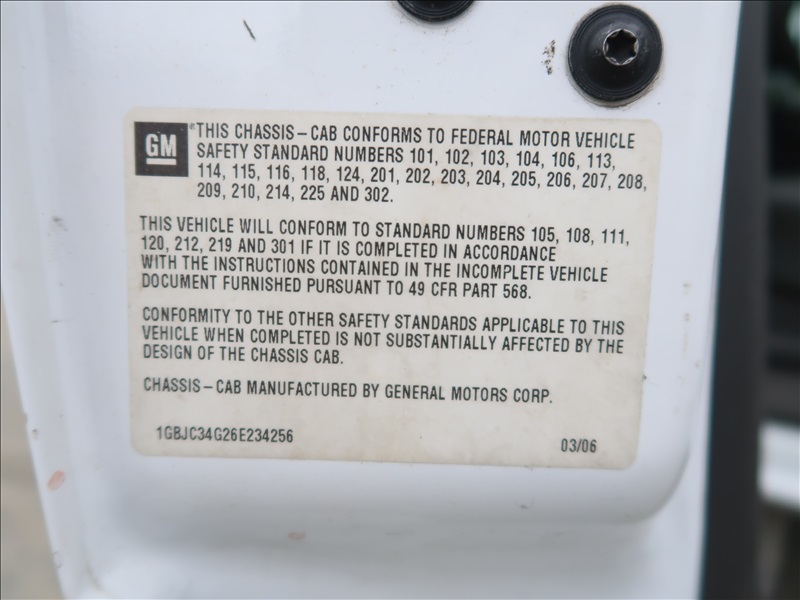 GM
*THIS CHASSIS-CAB CONFORMS TO FEDERAL MOTOR VEHICLE
SAFETY STANDARD NUMBERS 101, 102, 103, 104, 106, 113,
114, 115, 116, 118, 124, 201, 202, 203, 204, 205, 206, 207, 208,
209, 210, 214, 225 AND 302.
THIS VEHICLE WILL CONFORM TO STANDARD NUMBERS 105, 108, 111,
120, 212, 219 AND 301 IF IT IS COMPLETED IN ACCORDANCE
WITH THE INSTRUCTIONS CONTAINED IN THE INCOMPLETE VEHICLE
DOCUMENT FURNISHED PURSUANT TO 49 CFR PART 568.
CONFORMITY TO THE OTHER SAFETY STANDARDS APPLICABLE TO THIS
VEHICLE WHEN COMPLETED IS NOT SUBSTANTIALLY AFFECTED BY THE
DESIGN OF THE CHASSIS CAB.
CHASSIS-CAB MANUFACTURED BY GENERAL MOTORS CORP.
1GBJC34G26E234256
03/06